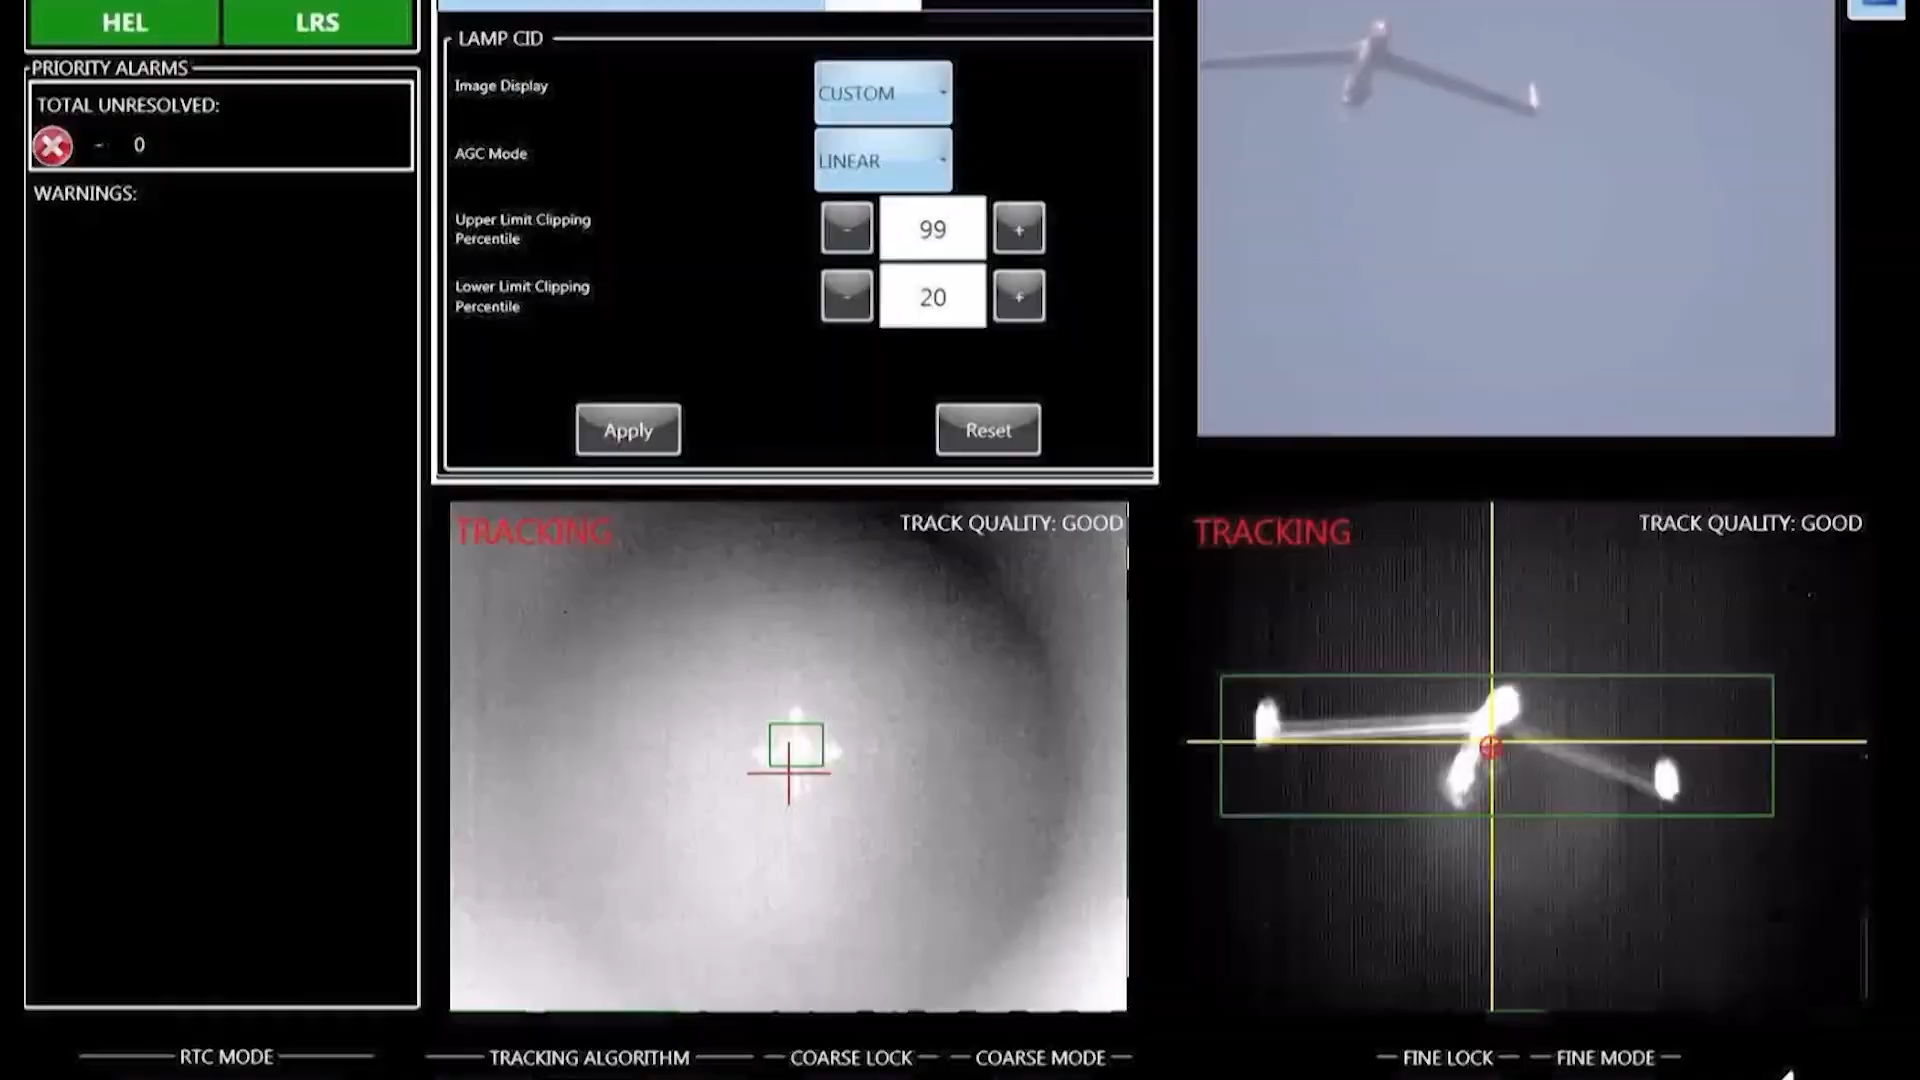 HEL
LRS
PRIORITY ALARMS
TOTAL UNRESOLVED:
- 0
WARNINGS:
LAMP CID
Image Display
CUSTOM
AGC Mode
LINEAR
Upper Limit Clipping
Percentile
- 99 +
Lower Limit Clipping
Percentile
- 20 +
Apply
Reset
TRACKING
TRACK QUALITY: GOOD
TRACKING
TRACK QUALITY: GOOD
RTC MODE
TRACKING ALGORITHM
COARSE LOCK
COARSE MODE
FINE LOCK
FINE MODE